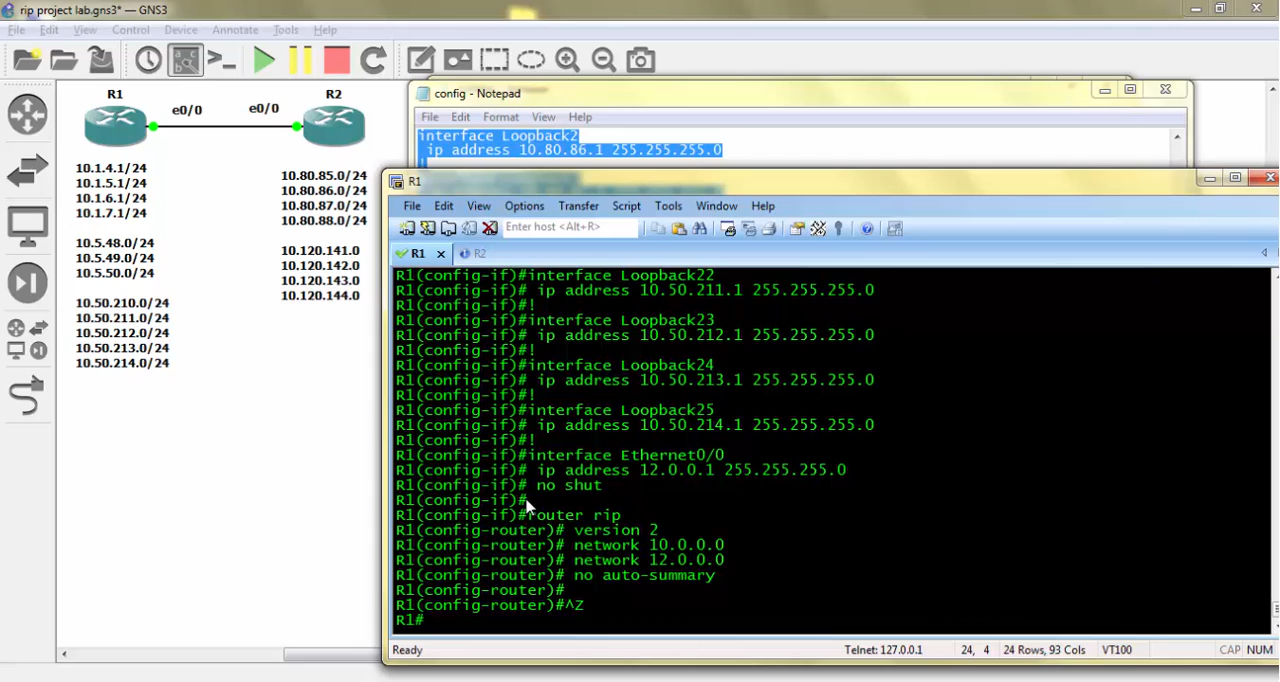 rip project lab.gns3* — GNS3
File Edit View Control Device Annotate Tools Help
R1
R2
e0/0
e0/0
10.1.4.1/24
10.1.5.1/24
10.1.6.1/24
10.1.7.1/24
10.5.48.0/24
10.5.49.0/24
10.5.50.0/24
10.50.210.0/24
10.50.211.0/24
10.50.212.0/24
10.50.213.0/24
10.50.214.0/24
10.80.85.0/24
10.80.86.0/24
10.80.87.0/24
10.80.88.0/24
10.120.141.0
10.120.142.0
10.120.143.0
10.120.144.0
config - Notepad
File Edit Format View Help
interface Loopback2
ip address 10.80.86.1 255.255.255.0
!
R1
File Edit View Options Transfer Script Tools Window Help
Enter host <Alt+R>
R1 R2
R1(config-if)#interface Loopback22
R1(config-if)# ip address 10.50.211.1 255.255.255.0
R1(config-if)#!
R1(config-if)#interface Loopback23
R1(config-if)# ip address 10.50.212.1 255.255.255.0
R1(config-if)#!
R1(config-if)#interface Loopback24
R1(config-if)# ip address 10.50.213.1 255.255.255.0
R1(config-if)#!
R1(config-if)#interface Loopback25
R1(config-if)# ip address 10.50.214.1 255.255.255.0
R1(config-if)#!
R1(config-if)#interface Ethernet0/0
R1(config-if)# ip address 12.0.0.1 255.255.255.0
R1(config-if)# no shut
R1(config-if)#
R1(config-if)#router rip
R1(config-router)# version 2
R1(config-router)# network 10.0.0.0
R1(config-router)# network 12.0.0.0
R1(config-router)# no auto-summary
R1(config-router)#
R1(config-router)#^Z
R1#
Ready Telnet: 127.0.0.1 24, 4 24 Rows, 93 Cols VT100 CAP NUM